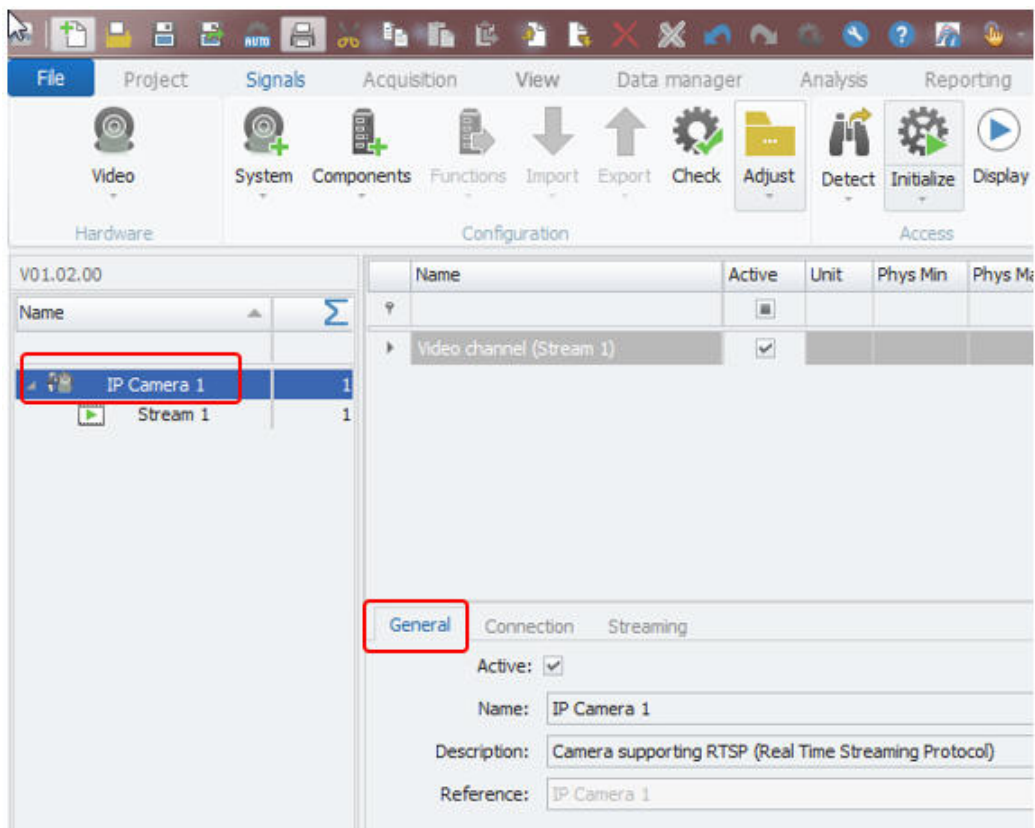 AUTO
File Project Signals Acquisition View Data manager Analysis Reporting
Video System Components Functions Import Export Check Adjust Detect Initialize Display
Hardware Configuration Access
V01.02.00
Name
Name Active Unit Phys Min Phys Ma
Video channel (Stream 1)
IP Camera 1 1
Stream 1 1
General Connection Streaming
Active:
Name: IP Camera 1
Description: Camera supporting RTSP (Real Time Streaming Protocol)
Reference: IP Camera 1